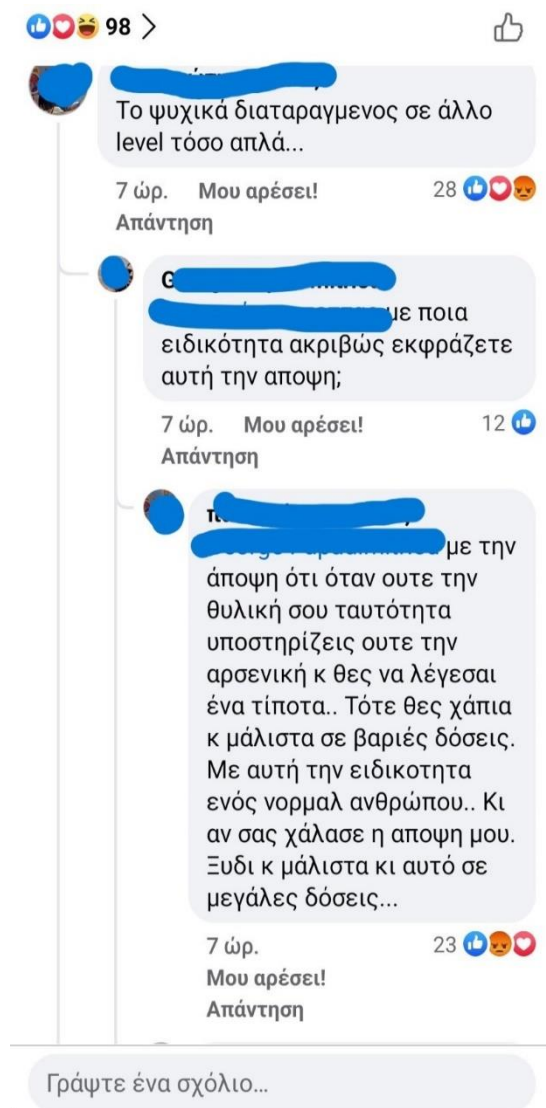 98
Το ψυχικά διαταραγμενος σε άλλο
level τόσο απλά...
7 ώρ. Μου αρέσει! 28
Απάντηση
με ποια
ειδικότητα ακριβώς εκφράζετε
αυτή την αποψη;
7 ώρ. Μου αρέσει! 12
Απάντηση
με την
άποψη ότι όταν ουτε την
θυλική σου ταυτότητα
υποστηρίζεις ουτε την
αρσενική κ θες να λέγεσαι
ένα τίποτα.. Τότε θες χάπια
κ μάλιστα σε βαριές δόσεις.
Με αυτή την ειδικοτητα
ενός νορμαλ ανθρώπου.. Κι
αν σας χάλασε η αποψη μου.
Ξυδι κ μάλιστα κι αυτό σε
μεγάλες δόσεις...
7 ώρ. 23
Μου αρέσει!
Απάντηση
Γράψτε ένα σχόλιο...